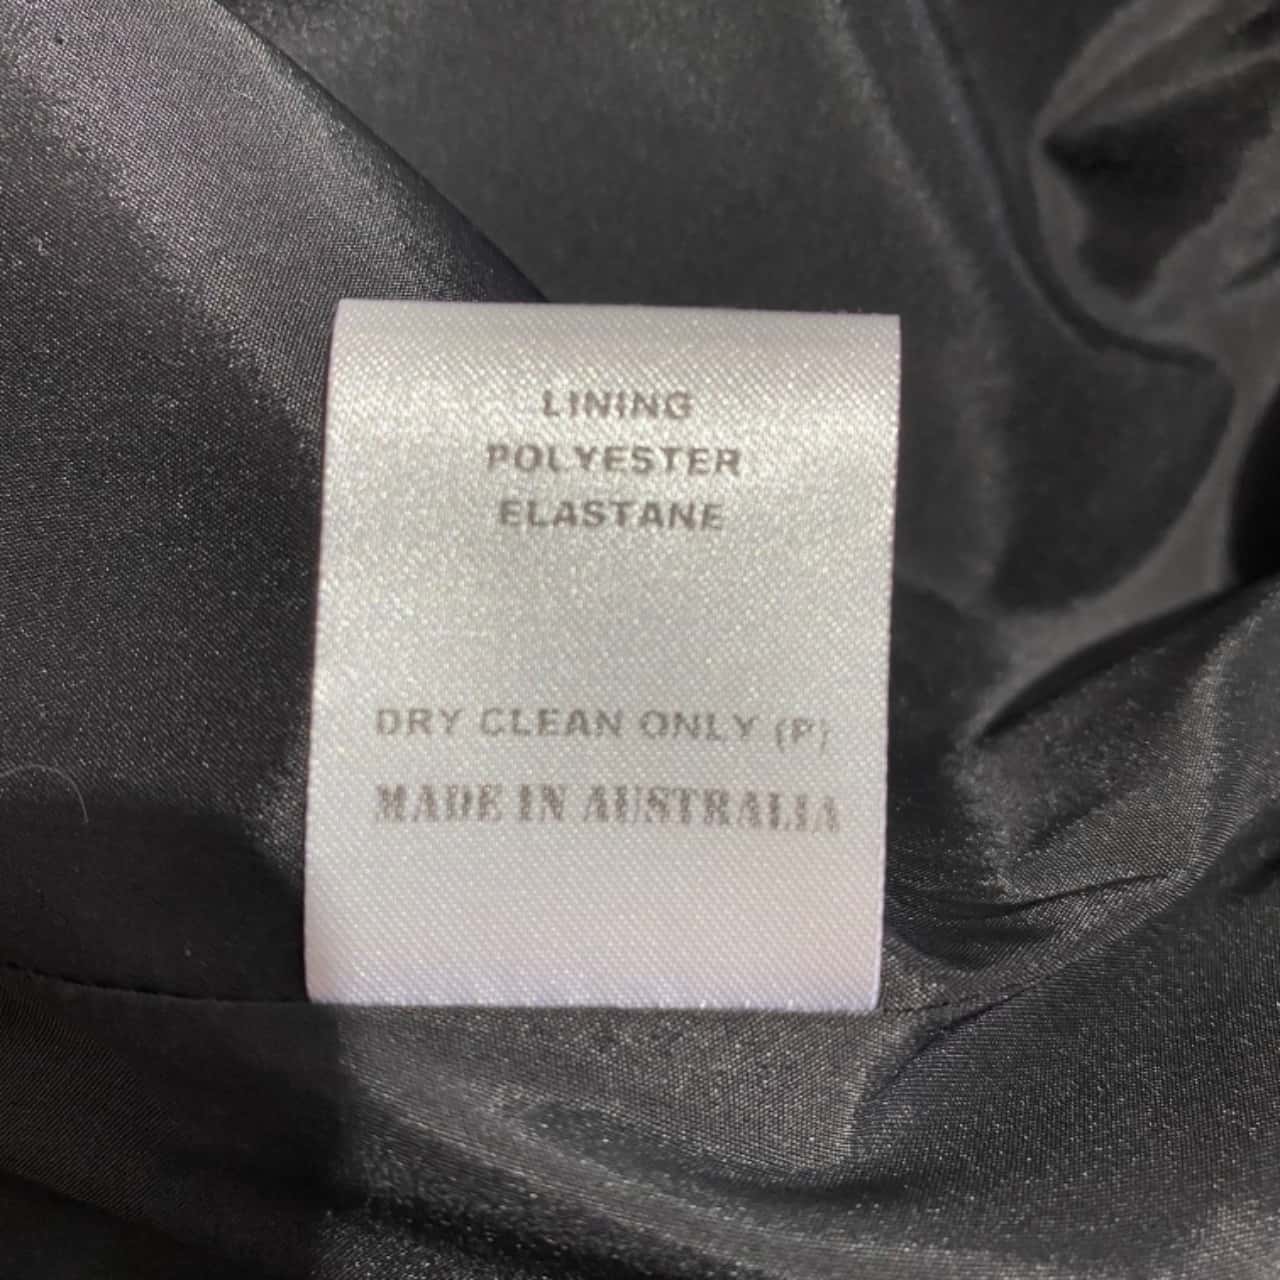 LINING
POLYESTER
ELASTANE
DRY CLEAN ONLY (P)
MADE IN AUSTRALIA